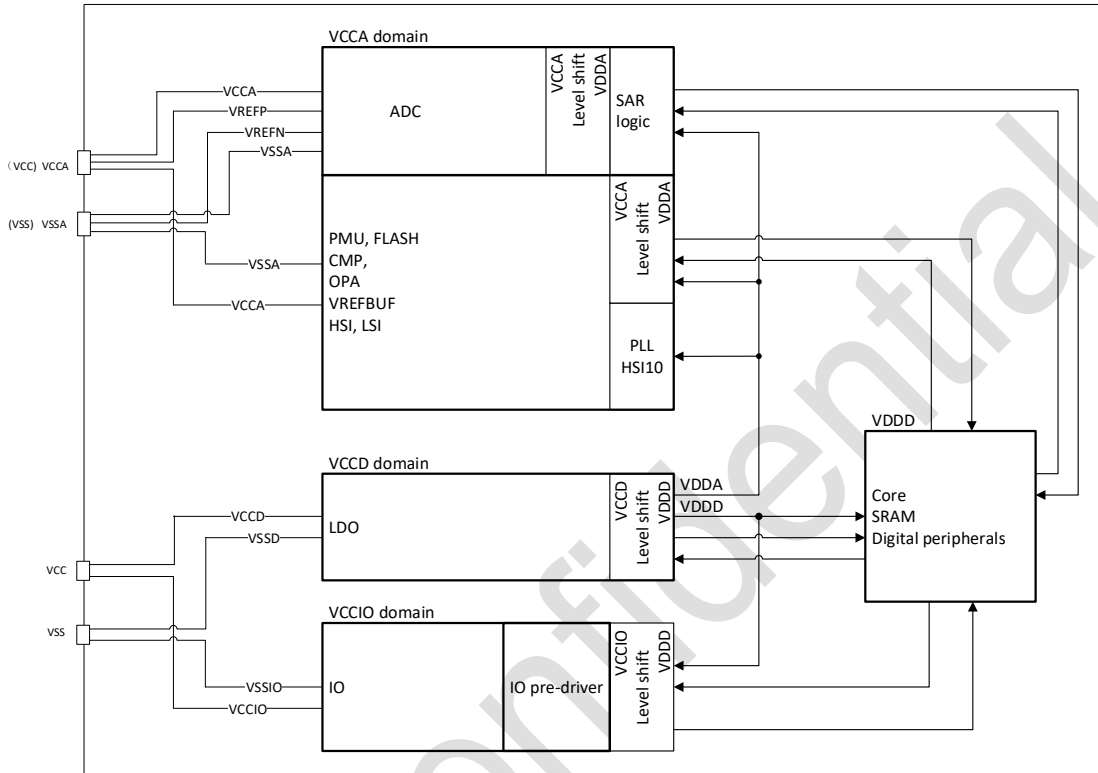 VCCA domain
VCCA
VREFP
VREFN
VSSA
ADC
VCCA
Level shift
VDDA
SAR
logic
(VCC) VCCA
(VSS) VSSA
VSSA
VCCA
PMU, FLASH
CMP,
OPA
VREFBUF
HSI, LSI
VCCA
Level shift
VDDA
PLL
HSI10
VDDD
Core
SRAM
Digital peripherals
VCCD domain
VCCD
VSSD
LDO
VCCD
Level shift
VDDD
VDDA
VDDD
VCC
VSS
VCCIO domain
VSSIO
VCCIO
IO
IO pre-driver
VCCIO
Level shift
VDDD
onfidential